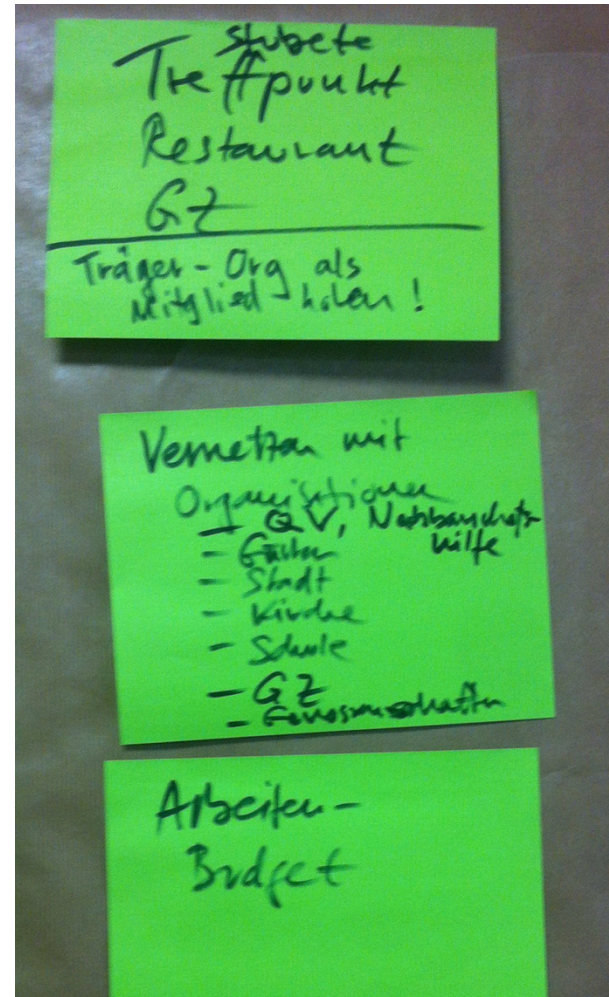 Stubete
Treffpunkt
Restaurant
GZ
Träger-Org als
Mitglied holen!
Vernetzen mit
Organisationen
- QV, Nachbarschafts-
hilfe
-
- Stadt
- Kirche
- Schule
- GZ
- Genossenschaften
Arbeiten-
Budget